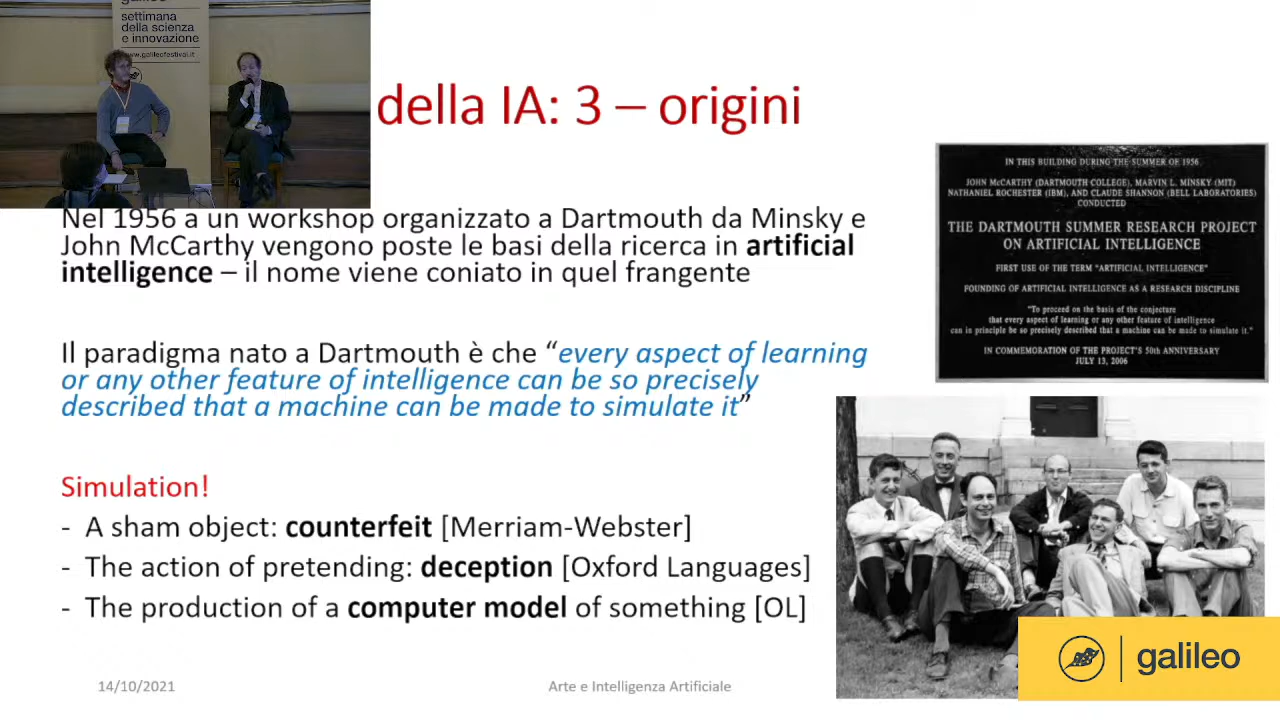 galileo
settimana
della scienza
e innovazione
www.galileofestival.it
della IA: 3 – origini
Nel 1956 a un workshop organizzato a Dartmouth da Minsky e
John McCarthy vengono poste le basi della ricerca in artificial
intelligence – il nome viene coniato in quel frangente
Il paradigma nato a Dartmouth è che “every aspect of learning
or any other feature of intelligence can be so precisely
described that a machine can be made to simulate it”
Simulation!
- A sham object: counterfeit [Merriam-Webster]
- The action of pretending: deception [Oxford Languages]
- The production of a computer model of something [OL]
IN THIS BUILDING DURING THE SUMMER OF 1956
JOHN McCARTHY (DARTMOUTH COLLEGE), MARVIN L. MINSKY (MIT)
NATHANIEL ROCHESTER (IBM), AND CLAUDE SHANNON (BELL LABORATORIES)
CONDUCTED
THE DARTMOUTH SUMMER RESEARCH PROJECT
ON ARTIFICIAL INTELLIGENCE
FIRST USE OF THE TERM "ARTIFICIAL INTELLIGENCE"
FOUNDING OF ARTIFICIAL INTELLIGENCE AS A RESEARCH DISCIPLINE
"To proceed on the basis of the conjecture
that every aspect of learning or any other feature of intelligence
can in principle be so precisely described that a machine can be made to simulate it."
IN COMMEMORATION OF THE PROJECT'S 50th ANNIVERSARY
JULY 13, 2006
14/10/2021
Arte e Intelligenza Artificiale
galileo